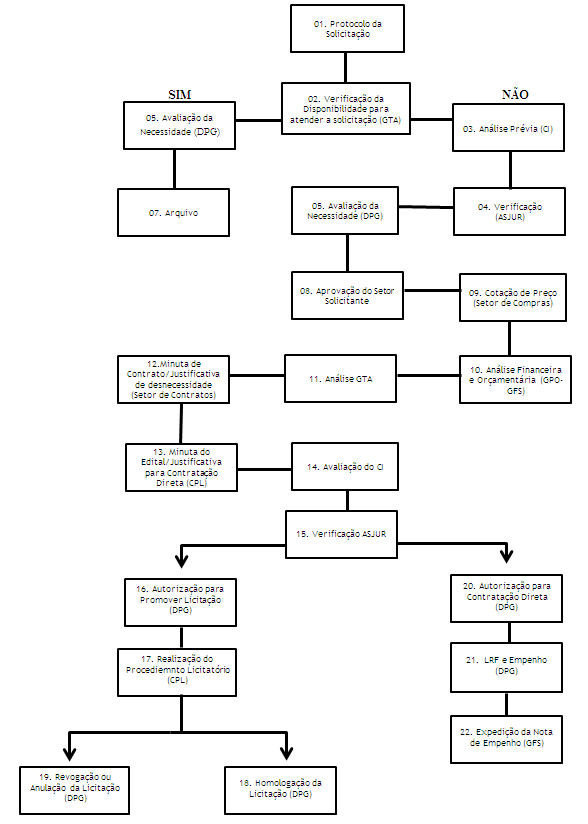 01. Protocolo da
Solicitação
SIM
NÃO
02. Verificação da
Disponibilidade para
atender a solicitação (GTA)
05. Avaliação da
Necessidade (DPG)
03. Análise Prévia (CI)
07. Arquivo
05. Avaliação da
Necessidade (DPG)
04. Verificação
(ASJUR)
08. Aprovação do Setor
Solicitante
09. Cotação de Preço
(Setor de Compras)
12.Minuta de
Contrato/Justificativa
de desnecessidade
(Setor de Contratos)
11. Análise GTA
10. Análise Financeira
e Orçamentária (GPO-
GFS)
13. Minuta do
Edital/Justificativa
para Contratação
Direta (CPL)
14. Avaliação do CI
15. Verificação ASJUR
16. Autorização para
Promover Licitação
(DPG)
20. Autorização para
Contratação Direta
(DPG)
17. Realização do
Procediemnto Licitatório
(CPL)
21. LRF e Empenho
(DPG)
22. Expedição da Nota
de Empenho (GFS)
19. Revogação ou
Anulação da Licitação
(DPG)
18. Homologação da
Licitação (DPG)